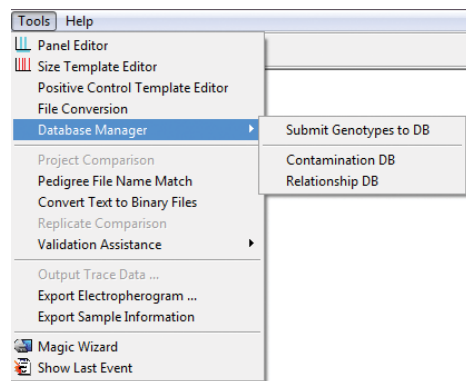 Tools Help
Panel Editor
Size Template Editor
Positive Control Template Editor
File Conversion
Database Manager
Submit Genotypes to DB
Contamination DB
Relationship DB
Project Comparison
Pedigree File Name Match
Convert Text to Binary Files
Replicate Comparison
Validation Assistance
Output Trace Data ...
Export Electropherogram ...
Export Sample Information
Magic Wizard
Show Last Event